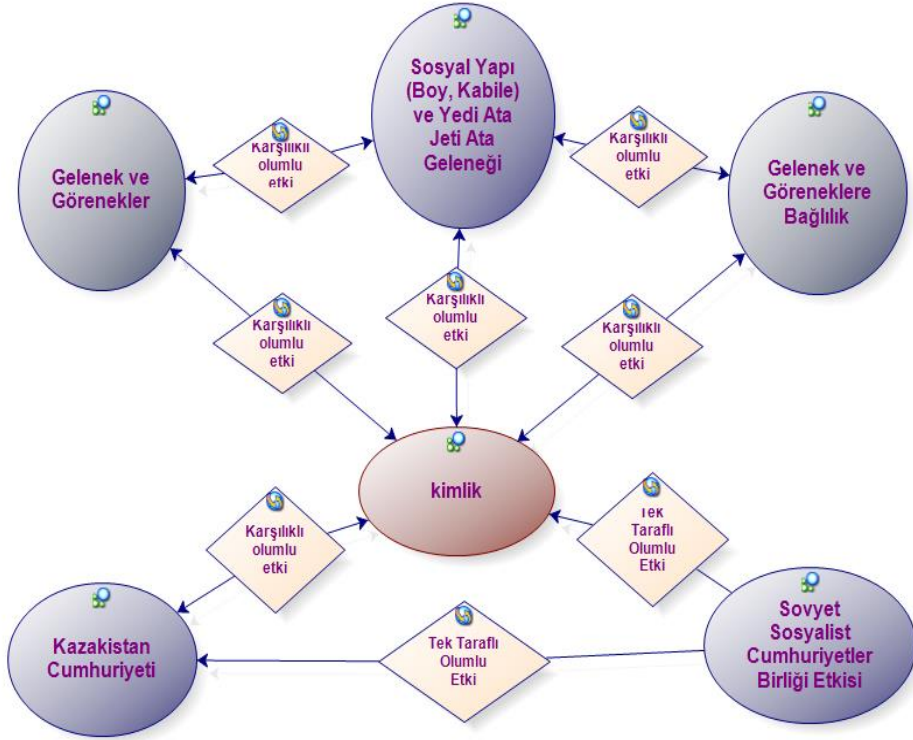 Sosyal Yapı
(Boy, Kabile)
ve Yedi Ata
Jeti Ata
Geleneği
Gelenek ve
Görenekler
Karşılıklı
olumlu
etki
Karşılıklı
olumlu
etki
Gelenek ve
Göreneklere
Bağlılık
Karşılıklı
olumlu
etki
Karşılıklı
olumlu
etki
Karşılıklı
olumlu
etki
kimlik
Karşılıklı
olumlu
etki
Tek
Taraflı
Olumlu
Etki
Kazakistan
Cumhuriyeti
Tek Taraflı
Olumlu
Etki
Sovyet
Sosyalist
Cumhuriyetler
Birliği Etkisi